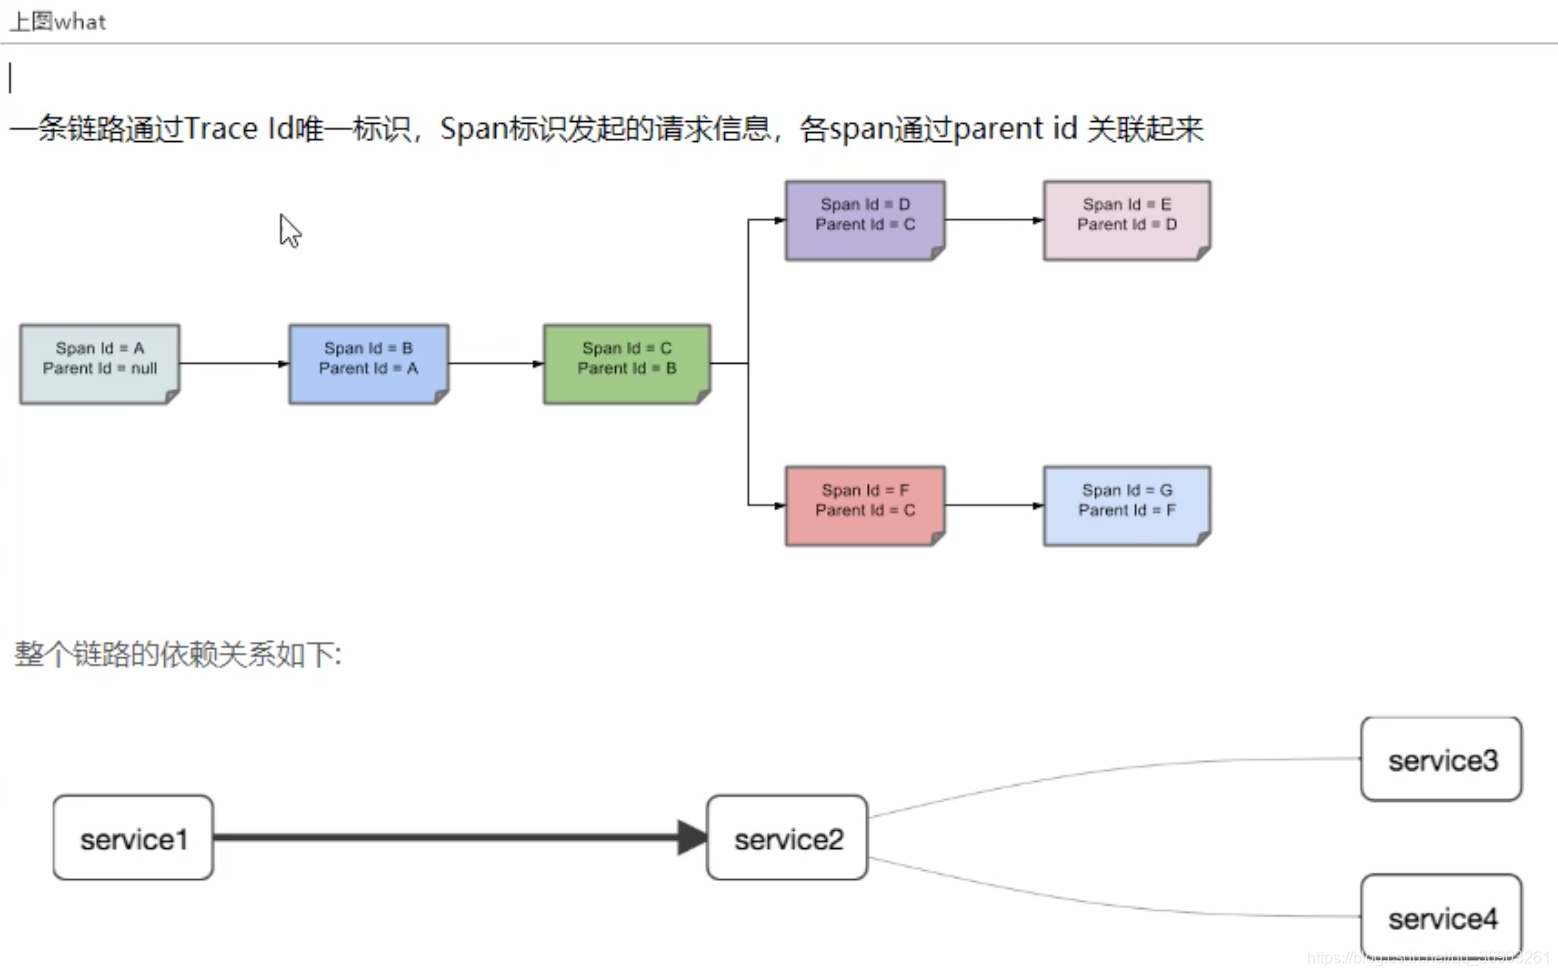 上图what
一条链路通过Trace Id唯一标识，Span标识发起的请求信息，各span通过parent id 关联起来
Span Id = D
Parent Id = C
Span Id = E
Parent Id = D
Span Id = A
Parent Id = null
Span Id = B
Parent Id = A
Span Id = C
Parent Id = B
Span Id = F
Parent Id = C
Span Id = G
Parent Id = F
整个链路的依赖关系如下:
service3
service1
service2
service4